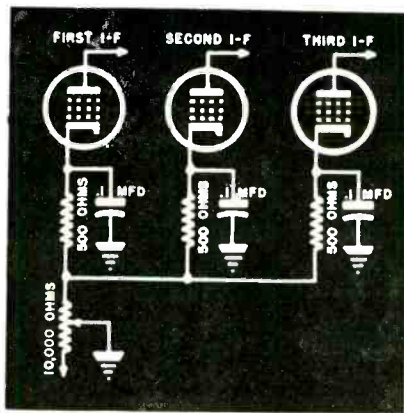 FIRST I-F SECOND I-F THIRD I-F
.1 MFD .1 MFD .1 MFD
500 OHMS 500 OHMS 500 OHMS
10,000 OHMS